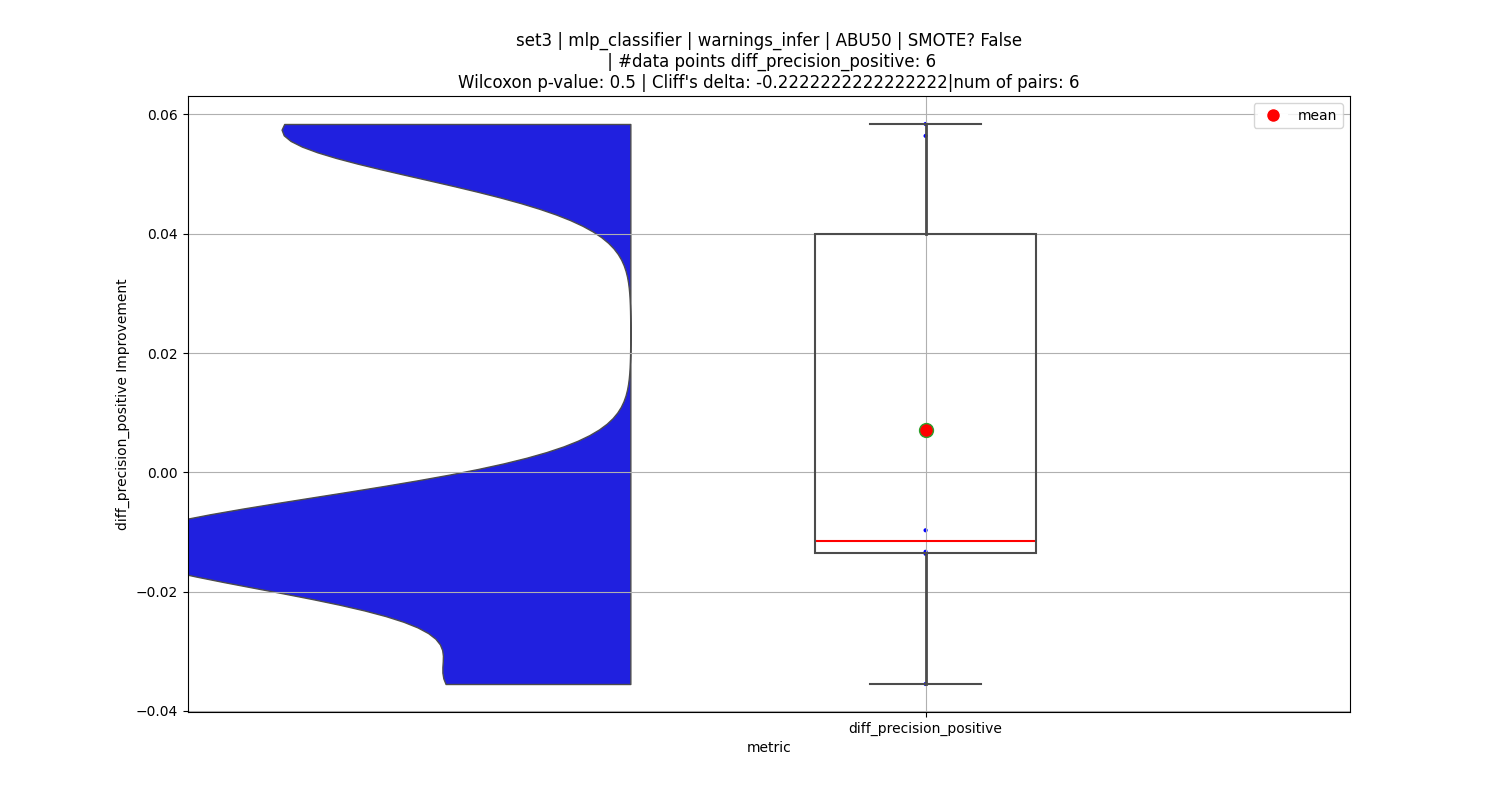 set3 | mlp_classifier | warnings_infer | ABU50 | SMOTE? False
| #data points diff_precision_positive: 6
Wilcoxon p-value: 0.5 | Cliff's delta: -0.2222222222222222|num of pairs: 6
mean
0.06
0.04
0.02
0.00
−0.02
−0.04
diff_precision_positive Improvement
diff_precision_positive
metric